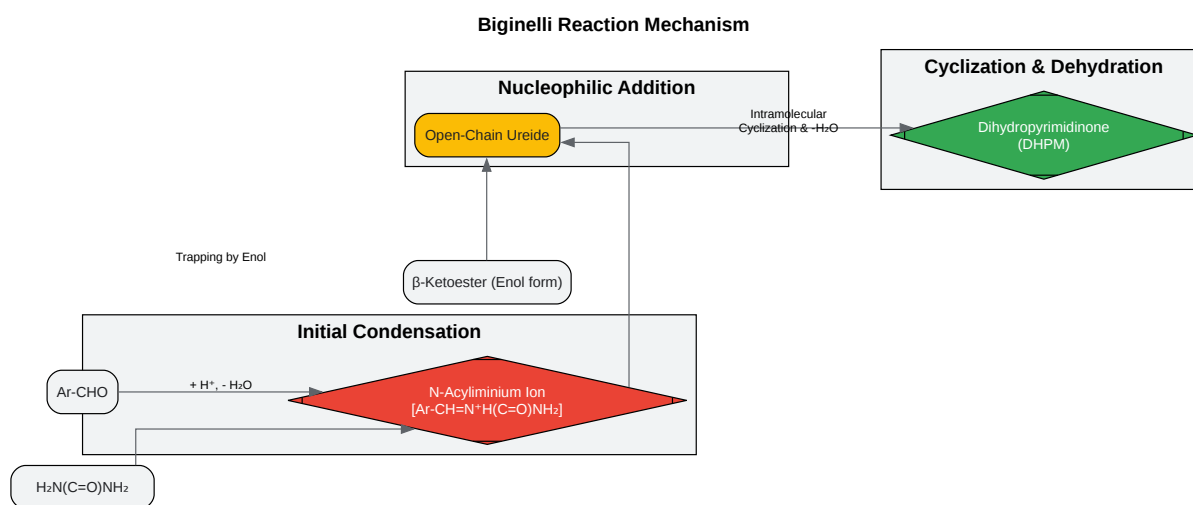 Biginelli Reaction Mechanism
Cyclization & Dehydration
Nucleophilic Addition
Intramolecular
Cyclization & -H₂O
Open-Chain Ureide
Dihydropyrimidinone
(DHPM)
Trapping by Enol
β-Ketoester (Enol form)
Initial Condensation
Ar-CHO
+ H⁺, - H₂O
N-Acyliminium Ion
[Ar-CH=N⁺H(C=O)NH₂]
H₂N(C=O)NH₂